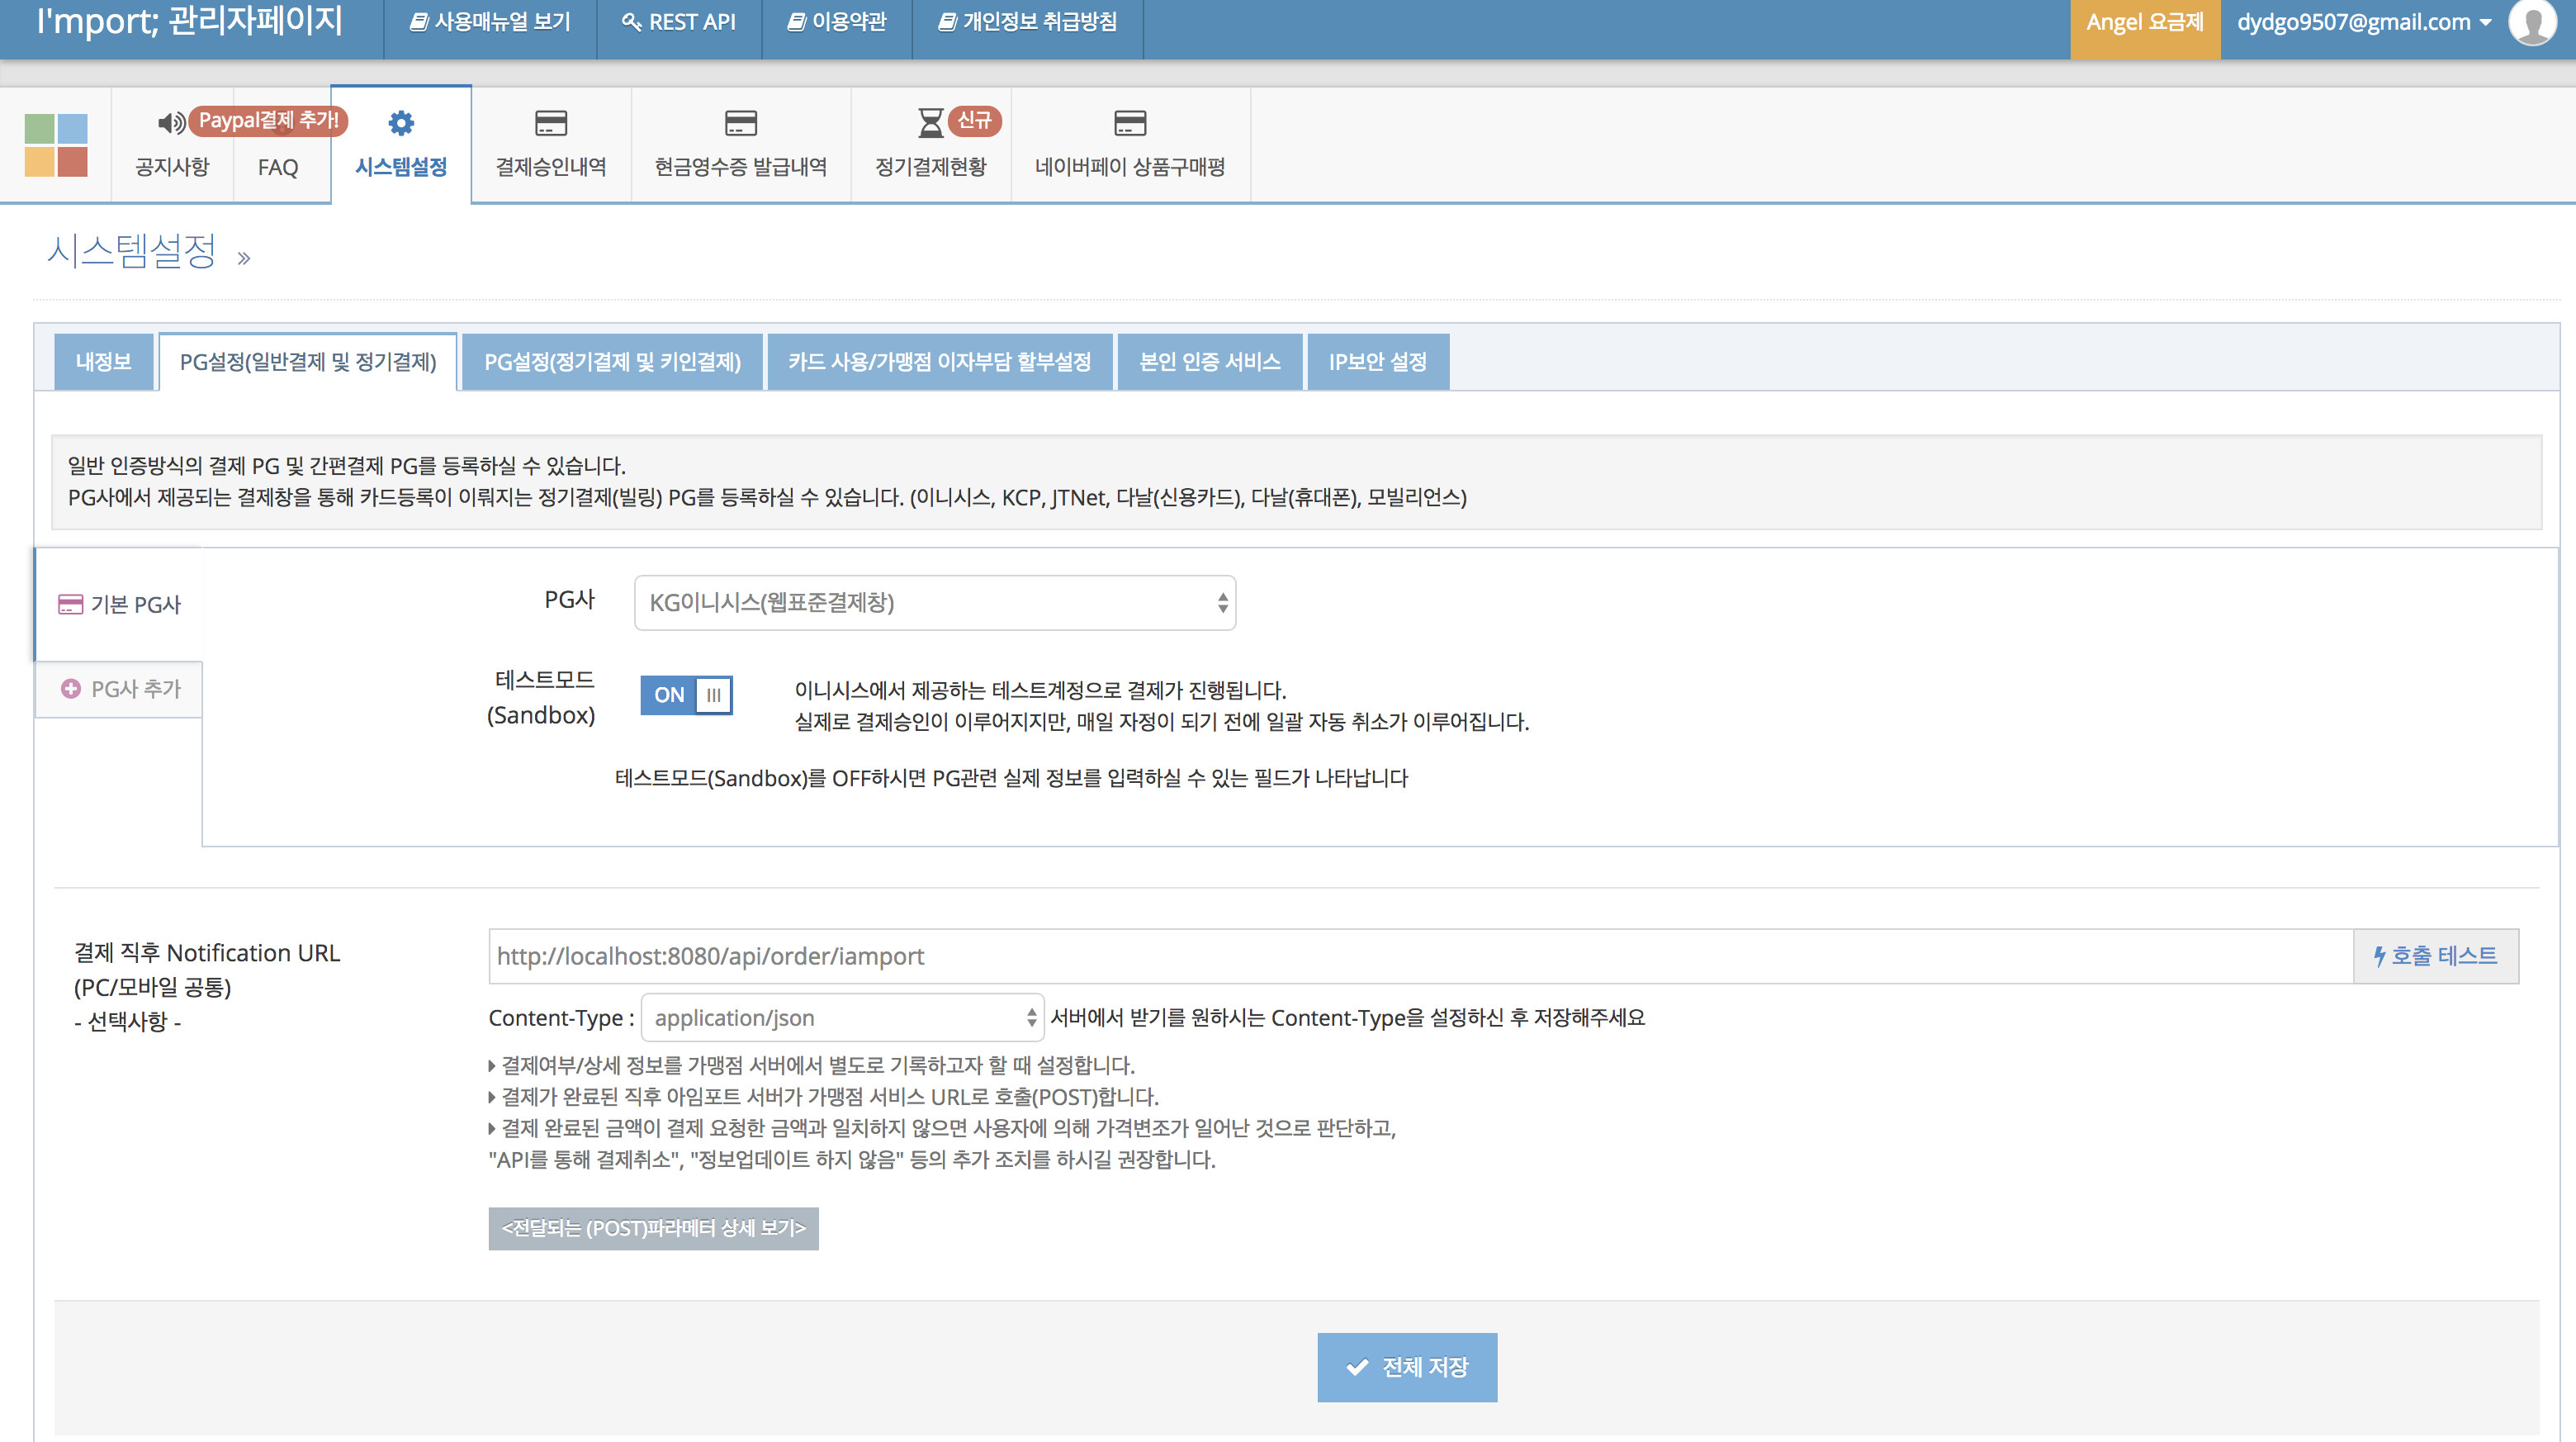 I'mport; 관리자페이지
사용매뉴얼 보기
REST API
이용약관
개인정보 취급방침
Angel 요금제
dydgo9507@gmail.com
공지사항
Paypal결제 추가!
FAQ
시스템설정
결제승인내역
현금영수증 발급내역
신규
정기결제현황
네이버페이 상품구매평
시스템설정 »
내정보
PG설정(일반결제 및 정기결제)
PG설정(정기결제 및 키인결제)
카드 사용/가맹점 이자부담 할부설정
본인 인증 서비스
IP보안 설정
일반 인증방식의 결제 PG 및 간편결제 PG를 등록하실 수 있습니다.
PG사에서 제공되는 결제창을 통해 카드등록이 이뤄지는 정기결제(빌링) PG를 등록하실 수 있습니다. (이니시스, KCP, JTNet, 다날(신용카드), 다날(휴대폰), 모빌리언스)
기본 PG사
PG사 추가
PG사
KG이니시스(웹표준결제창)
테스트모드
(Sandbox)
ON
이니시스에서 제공하는 테스트계정으로 결제가 진행됩니다.
실제로 결제승인이 이루어지지만, 매일 자정이 되기 전에 일괄 자동 취소가 이루어집니다.
테스트모드(Sandbox)를 OFF하시면 PG관련 실제 정보를 입력하실 수 있는 필드가 나타납니다
결제 직후 Notification URL
(PC/모바일 공통)
- 선택사항 -
http://localhost:8080/api/order/iamport
호출 테스트
Content-Type : application/json 서버에서 받기를 원하시는 Content-Type을 설정하신 후 저장해주세요
결제여부/상세 정보를 가맹점 서버에서 별도로 기록하고자 할 때 설정합니다.
결제가 완료된 직후 아임포트 서버가 가맹점 서비스 URL로 호출(POST)합니다.
결제 완료된 금액이 결제 요청한 금액과 일치하지 않으면 사용자에 의해 가격변조가 일어난 것으로 판단하고,
"API를 통해 결제취소", "정보업데이트 하지 않음" 등의 추가 조치를 하시길 권장합니다.
<전달되는 (POST)파라메터 상세 보기>
전체 저장